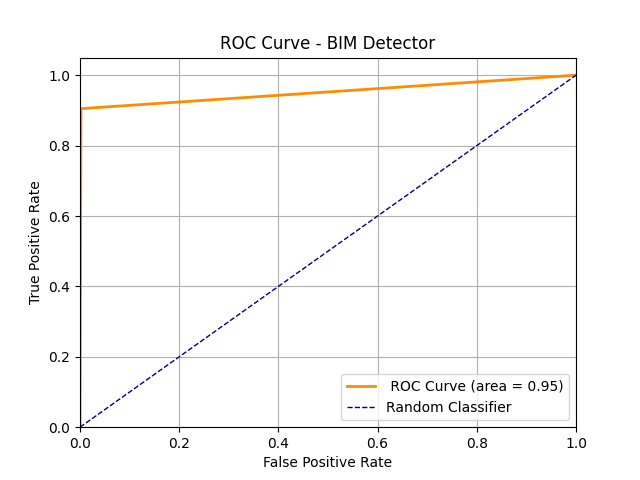 ROC Curve - BIM Detector
True Positive Rate
1.0
0.8
0.6
0.4
0.2
0.0
0.0 0.2 0.4 0.6 0.8 1.0
False Positive Rate
ROC Curve (area = 0.95)
Random Classifier